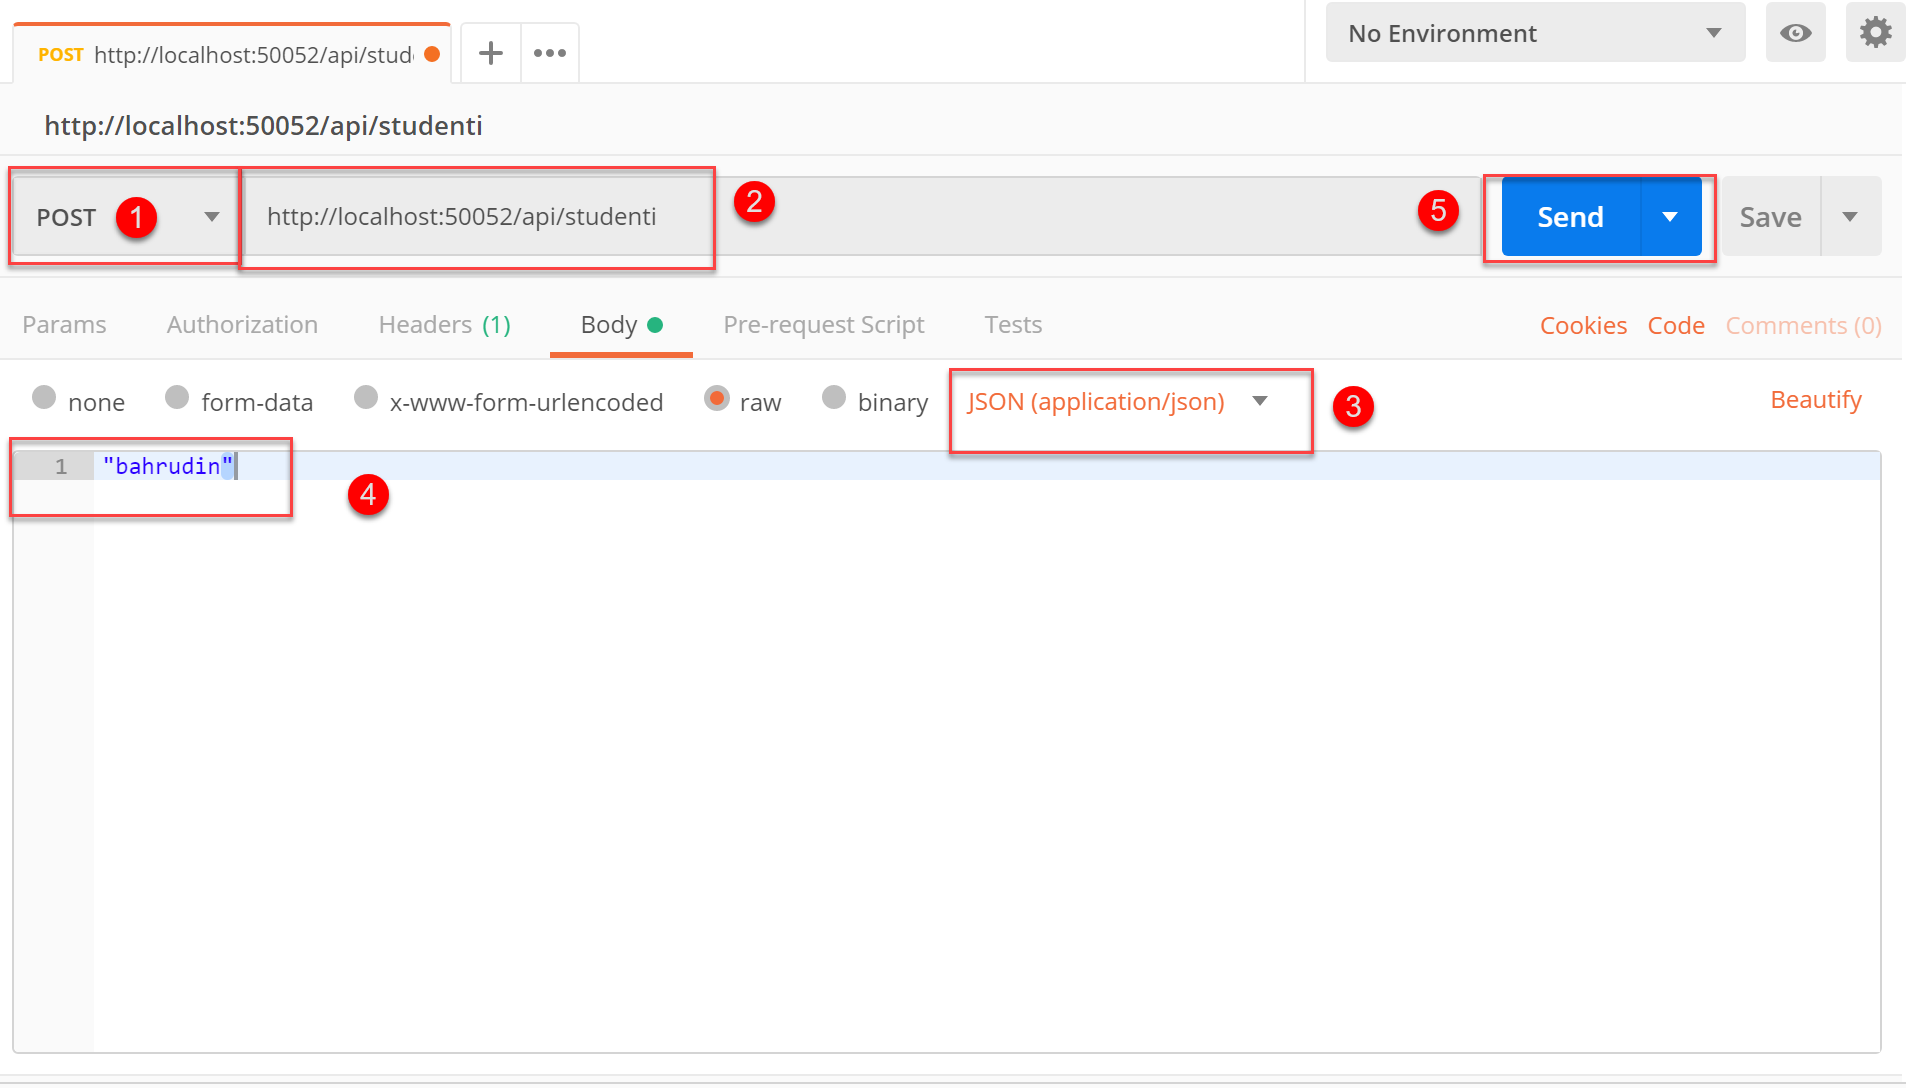 POST http://localhost:50052/api/stud
No Environment
http://localhost:50052/api/studenti
POST 1 http://localhost:50052/api/studenti 2 5 Send Save
Params Authorization Headers (1) Body Pre-request Script Tests Cookies Code Comments (0)
none form-data x-www-form-urlencoded raw binary JSON (application/json) 3 Beautify
1 "bahrudin"
4